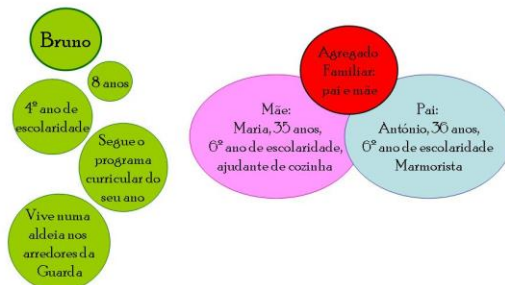 Bruno
8 anos
4º ano de
escolaridade
Segue o
programa
curricular do
seu ano
Vive numa
aldeia nos
arredores da
Guarda
Agregado
Familiar:
pai e mãe
Mãe:
Maria, 35 anos,
6º ano de escolaridade,
ajudante de cozinha
Pai:
António, 36 anos,
6º ano de escolaridade
Marmorista